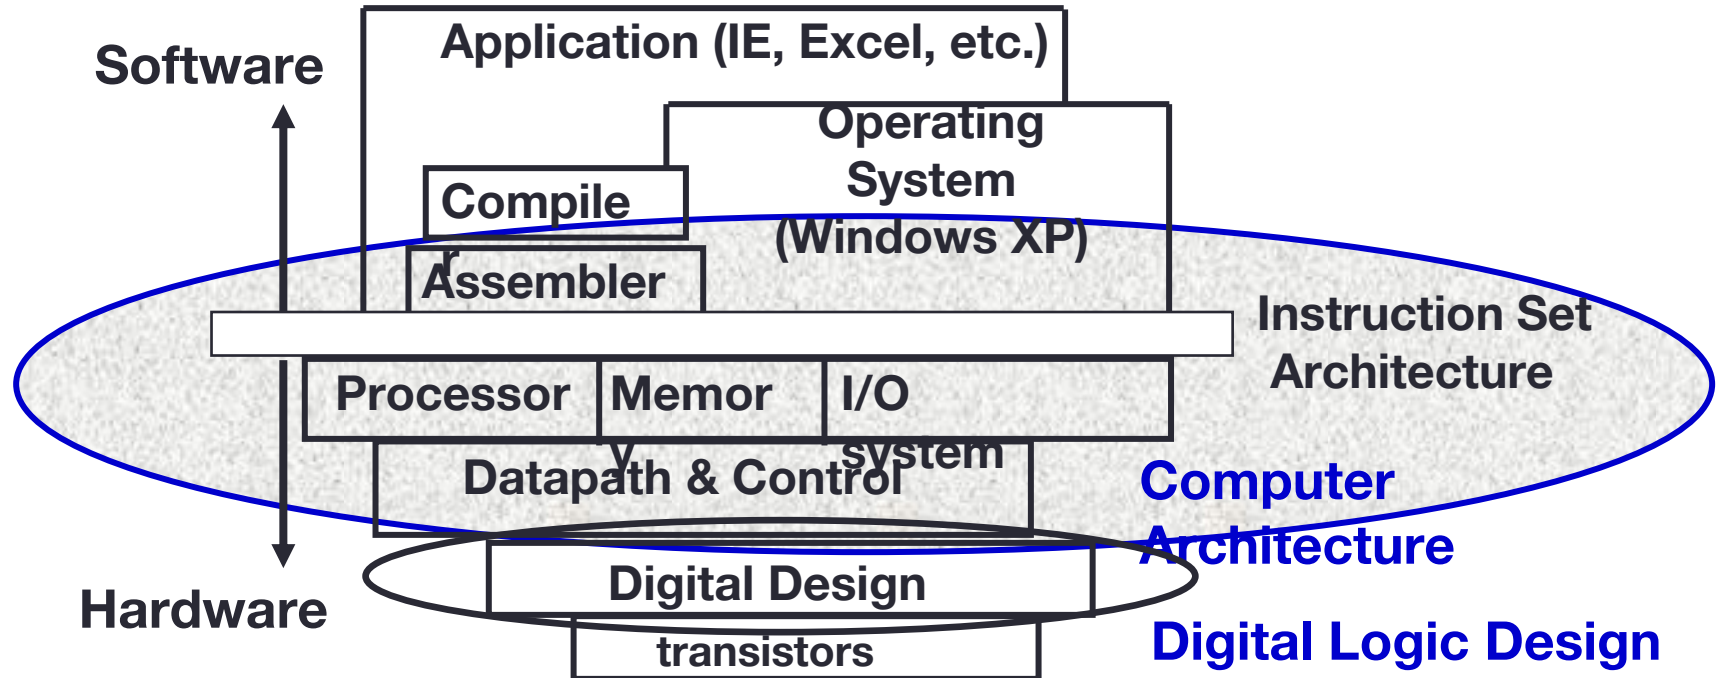 Application (IE, Excel, etc.)
Software
Operating
System
(Windows XP)
Compile
r
Assembler
Instruction Set
Architecture
Processor
Memor
y
I/O
system
Datapath & Control
Computer
Architecture
Digital Design
Hardware
Digital Logic Design
transistors